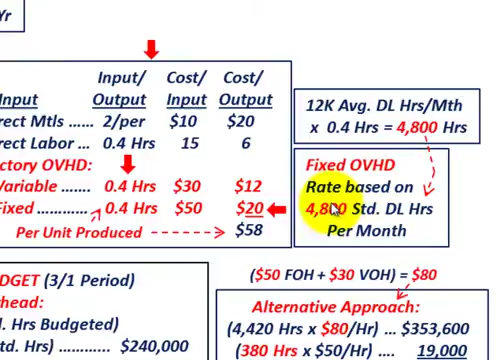 Yr
Input/ Cost/ Cost/
Input Output Input Output
rect Mtls ...... 2/per $10 $20
rect Labor .. 0.4 Hrs 15 6
ctory OVHD:
Variable ....... 0.4 Hrs $30 $12
Fixed............ 0.4 Hrs $50 $20
Per Unit Produced $58
12K Avg. DL Hrs/Mth
x 0.4 Hrs = 4,800 Hrs
Fixed OVHD
Rate based on
4,800 Std. DL Hrs
Per Month
DGET (3/1 Period)
rhead:
d. Hrs Budgeted)
td. Hrs) ............ $240,000
($50 FOH + $30 VOH) = $80
Alternative Approach:
(4,420 Hrs x $80/Hr) ... $353,600
(380 Hrs x $50/Hr) .... 19,000